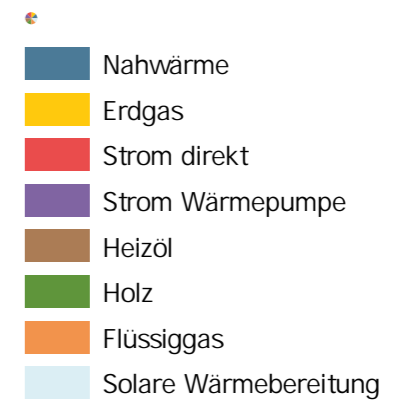 Nahwärme
Erdgas
Strom direkt
Strom Wärmepumpe
Heizöl
Holz
Flüssiggas
Solare Wärmebereitung